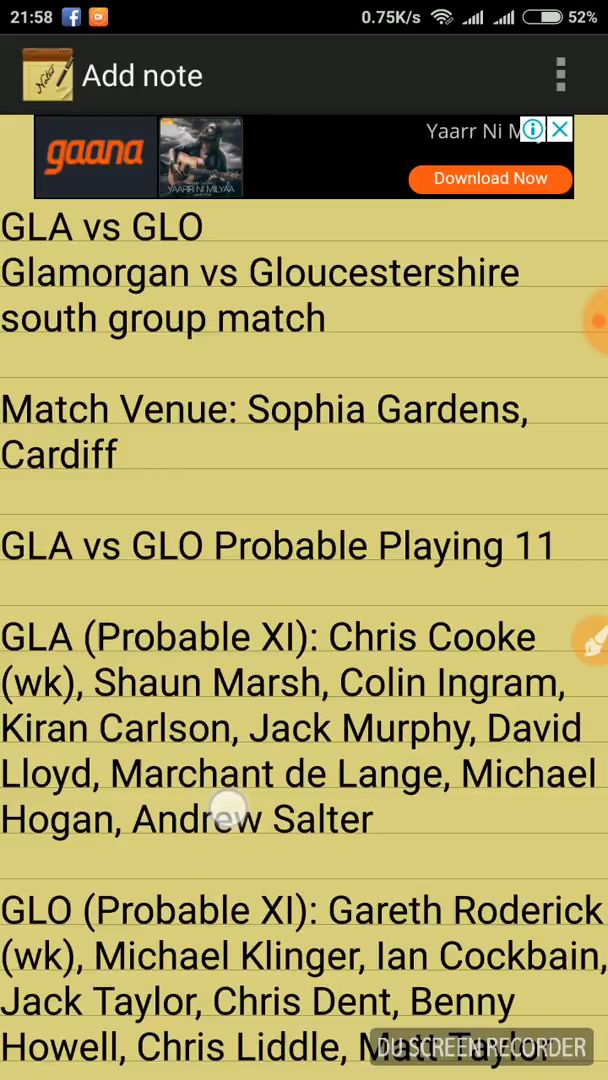 21:58 0.75K/s 52%
Note Add note
gaana YAARR NI MILYAA Yaarr Ni M
Download Now
GLA vs GLO
Glamorgan vs Gloucestershire
south group match
Match Venue: Sophia Gardens,
Cardiff
GLA vs GLO Probable Playing 11
GLA (Probable XI): Chris Cooke
(wk), Shaun Marsh, Colin Ingram,
Kiran Carlson, Jack Murphy, David
Lloyd, Marchant de Lange, Michael
Hogan, Andrew Salter
GLO (Probable XI): Gareth Roderick
(wk), Michael Klinger, Ian Cockbain,
Jack Taylor, Chris Dent, Benny
Howell, Chris Liddle, Matt Taylor
DU SCREEN RECORDER